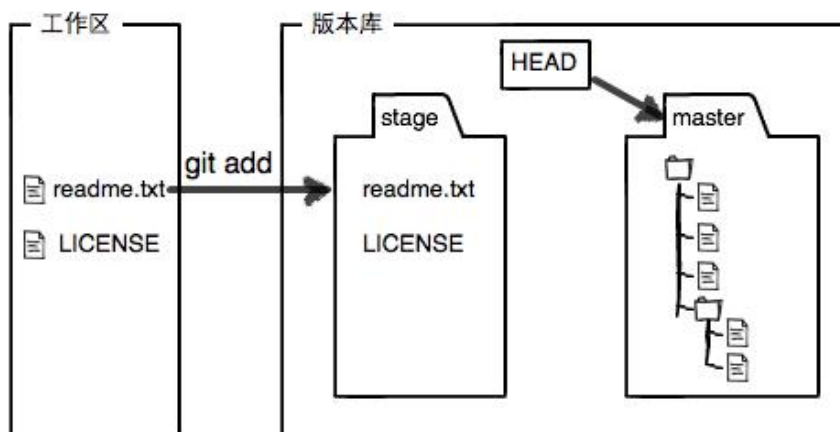 工作区
版本库
HEAD
stage
master
git add
readme.txt
readme.txt
LICENSE
LICENSE